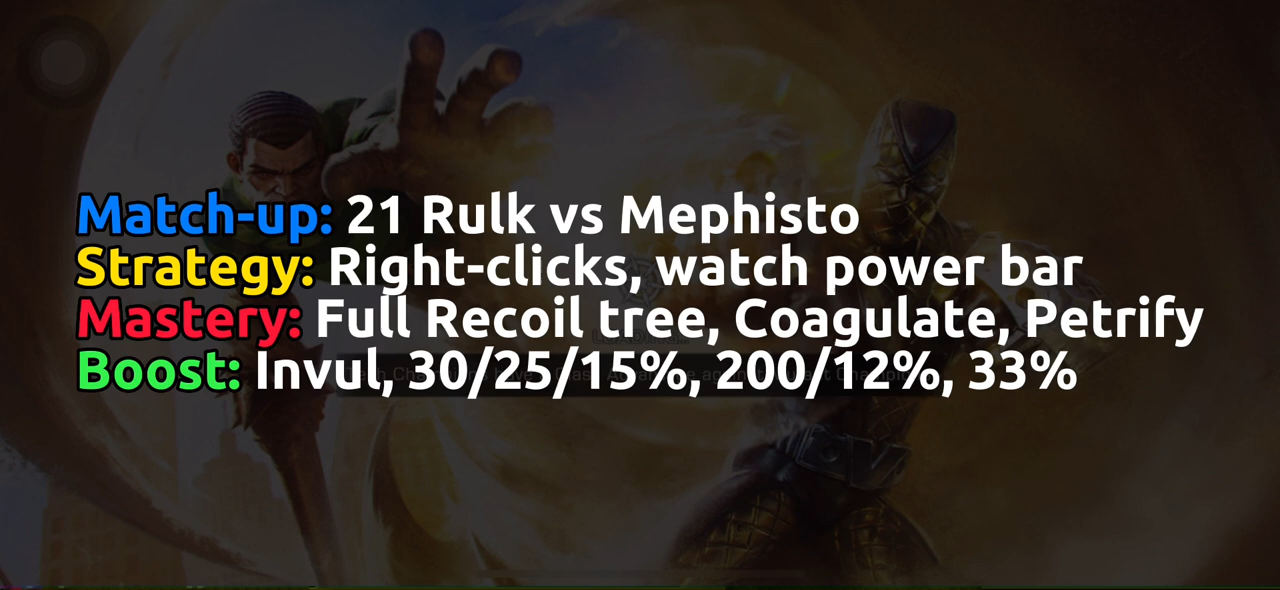 Match-up: 21 Rulk vs Mephisto
Strategy: Right-clicks, watch power bar
Mastery: Full Recoil tree, Coagulate, Petrify
Boost: Invul, 30/25/15%, 200/12%, 33%